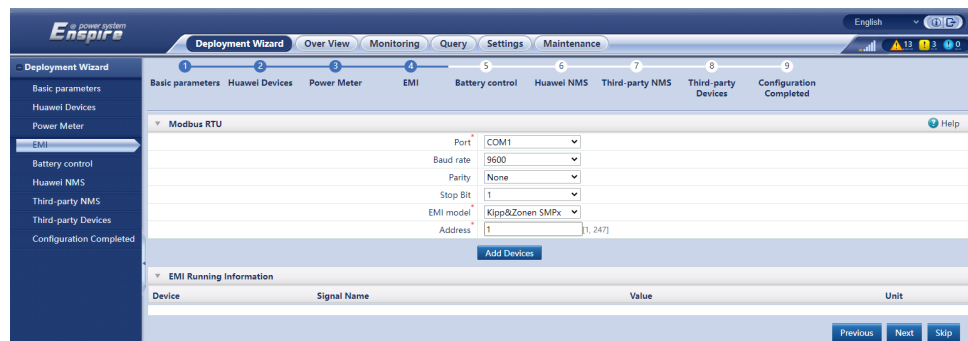 e power system
Enspire
English
Deployment Wizard Over View Monitoring Query Settings Maintenance
13 3 0
Deployment Wizard
Basic parameters
Huawei Devices
Power Meter
EMI
Battery control
Huawei NMS
Third-party NMS
Third-party Devices
Configuration Completed
1 2 3 4 5 6 7 8 9
Basic parameters Huawei Devices Power Meter EMI Battery control Huawei NMS Third-party NMS Third-party Devices Configuration Completed
Modbus RTU ? Help
Port * COM1
Baud rate 9600
Parity None
Stop Bit 1
EMI model * Kipp&Zonen SMPx
Address * 1 [1, 247]
Add Devices
EMI Running Information
Device Signal Name Value Unit
Previous Next Skip